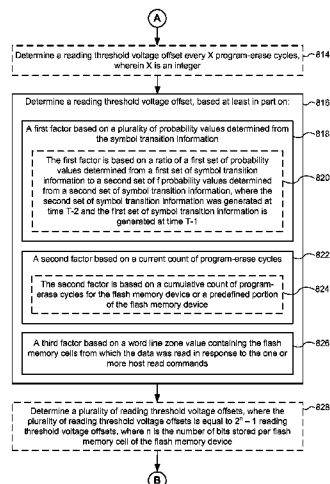 A
Determine a reading threshold voltage offset every X program-erase cycles,
wherein X is an integer
814
Determine a reading threshold voltage offset, based at least in part on:
816
A first factor based on a plurality of probability values determined from
the symbol transition information
818
The first factor is based on a ratio of a first set of probability
values determined from a first set of symbol transition
information to a second set of f probability values determined
from a second set of symbol transition information, where the
second set of symbol transition information was generated at
time T-2 and the first set of symbol transition information is
generated at time T-1
820
A second factor based on a current count of program-erase cycles
822
The second factor is based on a cumulative count of program-
erase cycles for the flash memory device or a predefined portion
of the flash memory device
824
A third factor based on a word line zone value containing the flash
memory cells from which the data was read in response to the one
or more host read commands
826
Determine a plurality of reading threshold voltage offsets, where the
plurality of reading threshold voltage offsets is equal to 2ⁿ – 1 reading
threshold voltage offsets, where n is the number of bits stored per flash
memory cell of the flash memory device
828
B